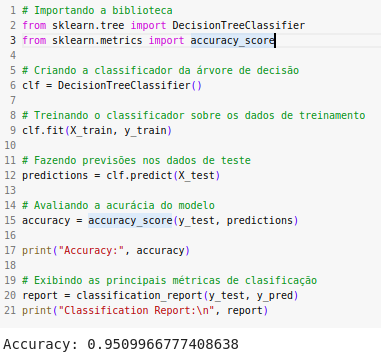 1 # Importando a biblioteca
2 from sklearn.tree import DecisionTreeClassifier
3 from sklearn.metrics import accuracy_score
4
5 # Criando a classificador da árvore de decisão
6 clf = DecisionTreeClassifier()
7
8 # Treinando o classificador sobre os dados de treinamento
9 clf.fit(X_train, y_train)
10
11 # Fazendo previsões nos dados de teste
12 predictions = clf.predict(X_test)
13
14 # Avaliando a acurácia do modelo
15 accuracy = accuracy_score(y_test, predictions)
16
17 print("Accuracy:", accuracy)
18
19 # Exibindo as principais métricas de clasificação
20 report = classification_report(y_test, y_pred)
21 print("Classification Report:\n", report)
Accuracy: 0.9509966777408638